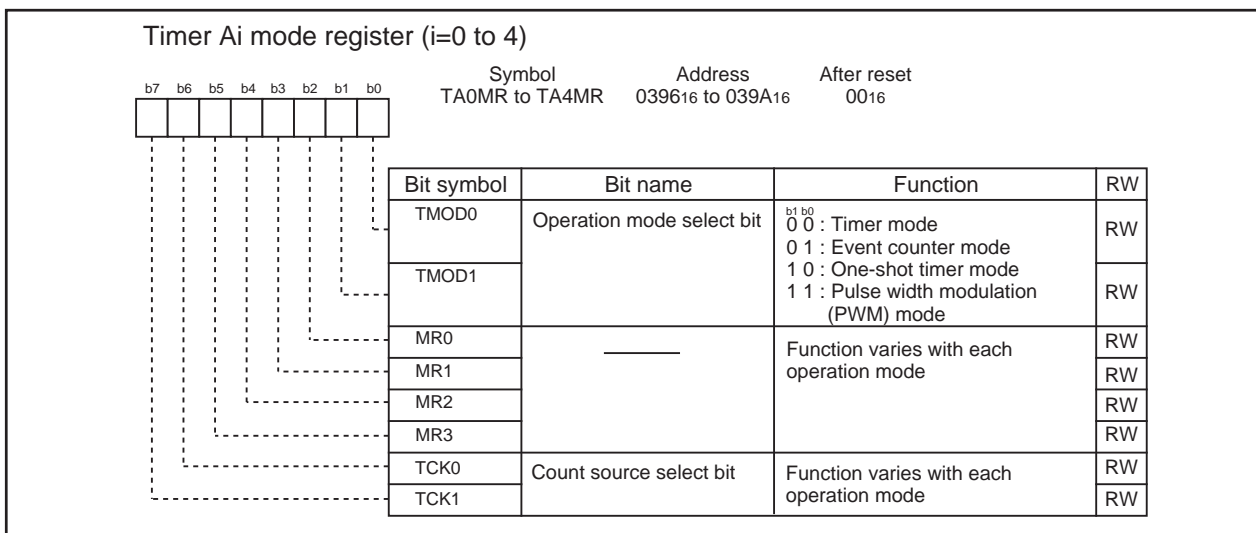 Timer Ai mode register (i=0 to 4)
Symbol Address After reset
TA0MR to TA4MR 039616 to 039A16 0016
b7 b6 b5 b4 b3 b2 b1 b0
Bit symbol Bit name Function RW
TMOD0 Operation mode select bit b1 b0
0 0 : Timer mode RW
0 1 : Event counter mode
TMOD1 1 0 : One-shot timer mode
1 1 : Pulse width modulation RW
(PWM) mode
MR0 Function varies with each RW
MR1 operation mode RW
MR2 RW
MR3 RW
TCK0 Count source select bit Function varies with each RW
TCK1 operation mode RW